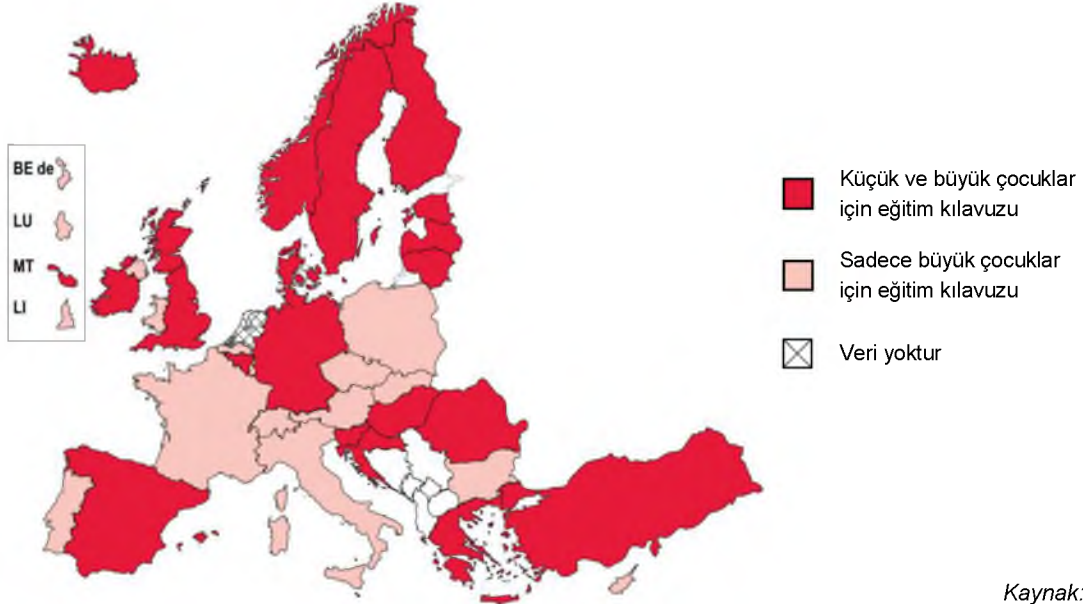 BE de
LU
MT
LI
Küçük ve büyük çocuklar
için eğitim kılavuzu
Sadece büyük çocuklar
için eğitim kılavuzu
Veri yoktur
Kaynak: